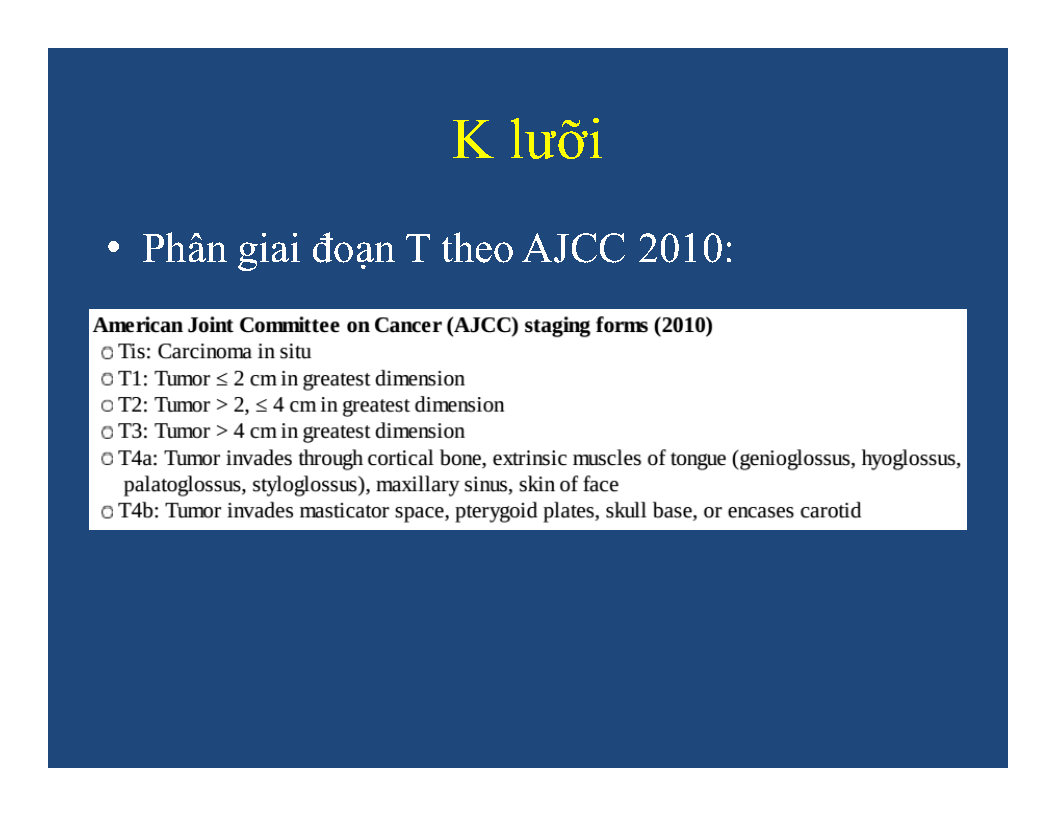 K lưỡi
• Phân giai đoạn T theo AJCC 2010:
American Joint Committee on Cancer (AJCC) staging forms (2010)
Tis: Carcinoma in situ
T1: Tumor ≤ 2 cm in greatest dimension
T2: Tumor > 2, ≤ 4 cm in greatest dimension
T3: Tumor > 4 cm in greatest dimension
T4a: Tumor invades through cortical bone, extrinsic muscles of tongue (genioglossus, hyoglossus,
palatoglossus, styloglossus), maxillary sinus, skin of face
T4b: Tumor invades masticator space, pterygoid plates, skull base, or encases carotid